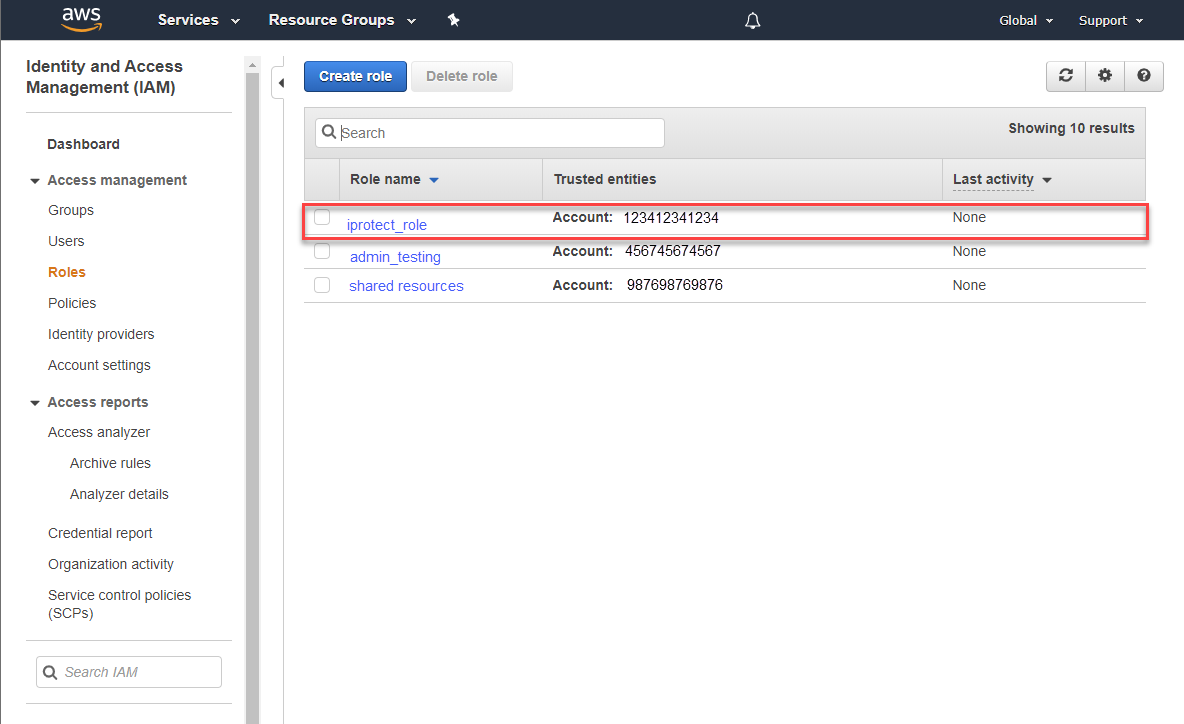 aws
Services
Resource Groups
Global
Support
Identity and Access
Management (IAM)
Dashboard
Access management
Groups
Users
Roles
Policies
Identity providers
Account settings
Access reports
Access analyzer
Archive rules
Analyzer details
Credential report
Organization activity
Service control policies
(SCPs)
Search IAM
Create role
Delete role
Search
Showing 10 results
Role name Trusted entities Last activity
iprotect_role Account: 123412341234 None
admin_testing Account: 456745674567 None
shared resources Account: 987698769876 None